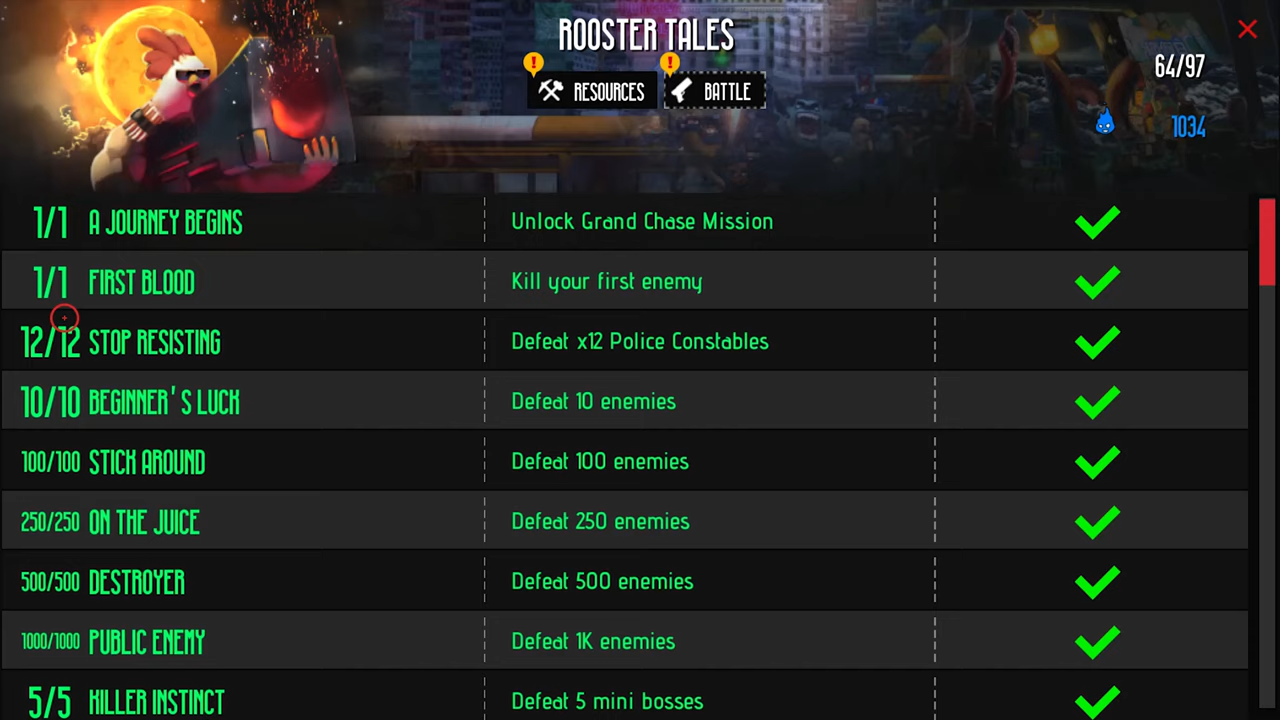 ROOSTER TALES
! RESOURCES ! BATTLE
64/97
1034
1/1 A JOURNEY BEGINS Unlock Grand Chase Mission
1/1 FIRST BLOOD Kill your first enemy
12/12 STOP RESISTING Defeat x12 Police Constables
10/10 BEGINNER'S LUCK Defeat 10 enemies
100/100 STICK AROUND Defeat 100 enemies
250/250 ON THE JUICE Defeat 250 enemies
500/500 DESTROYER Defeat 500 enemies
1000/1000 PUBLIC ENEMY Defeat 1K enemies
5/5 KILLER INSTINCT Defeat 5 mini bosses